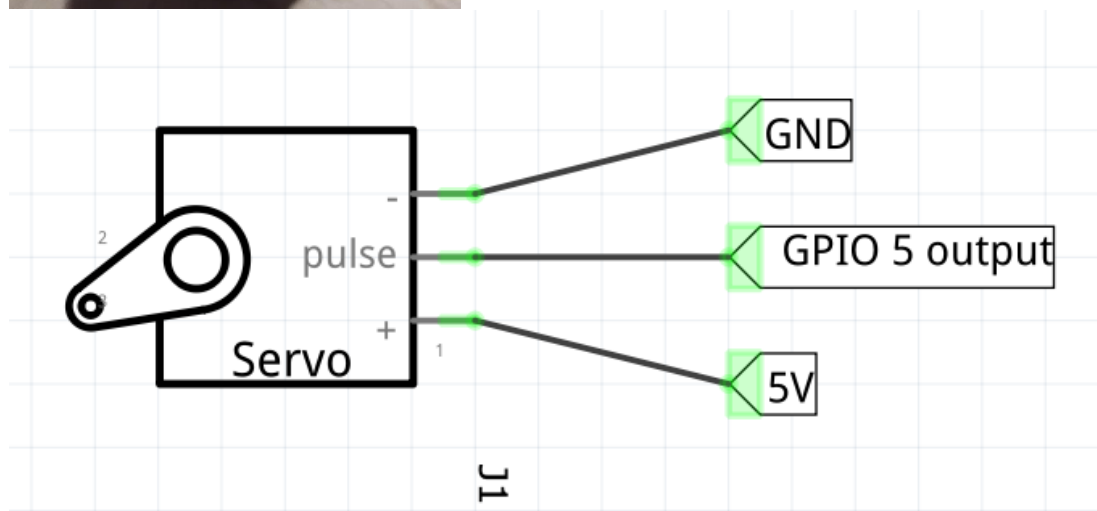 GND
-
2
pulse
GPIO 5 output
3
+
1
Servo
5V
J1